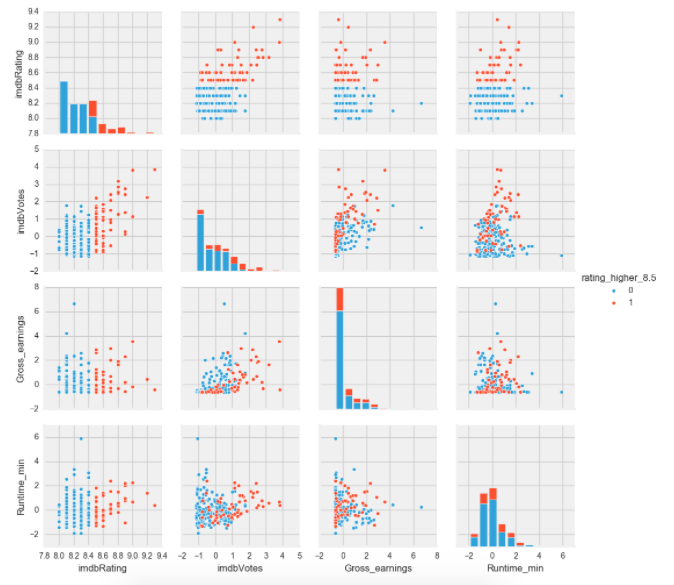 9.4
9.2
9.0
8.8
8.6
8.4
8.2
8.0
7.8
imdbRating
5
4
3
2
1
0
−1
−2
imdbVotes
8
6
4
2
0
−2
Gross_earnings
6
4
2
0
−2
Runtime_min
7.8 8.0 8.2 8.4 8.6 8.8 9.0 9.2 9.4
imdbRating
−2 −1 0 1 2 3 4 5
imdbVotes
−2 0 2 4 6 8
Gross_earnings
−2 0 2 4 6
Runtime_min
rating_higher_8.5
0
1